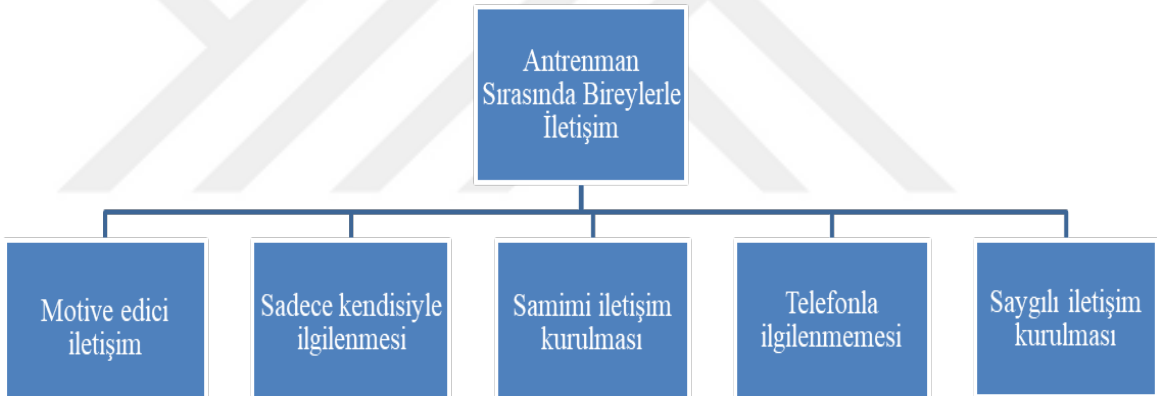 Antrenman
Sırasında Bireylerle
İletişim
Motive edici
iletişim
Sadece kendisiyle
ilgilenmesi
Samimi iletişim
kurulması
Telefonla
ilgilenmemesi
Saygılı iletişim
kurulması